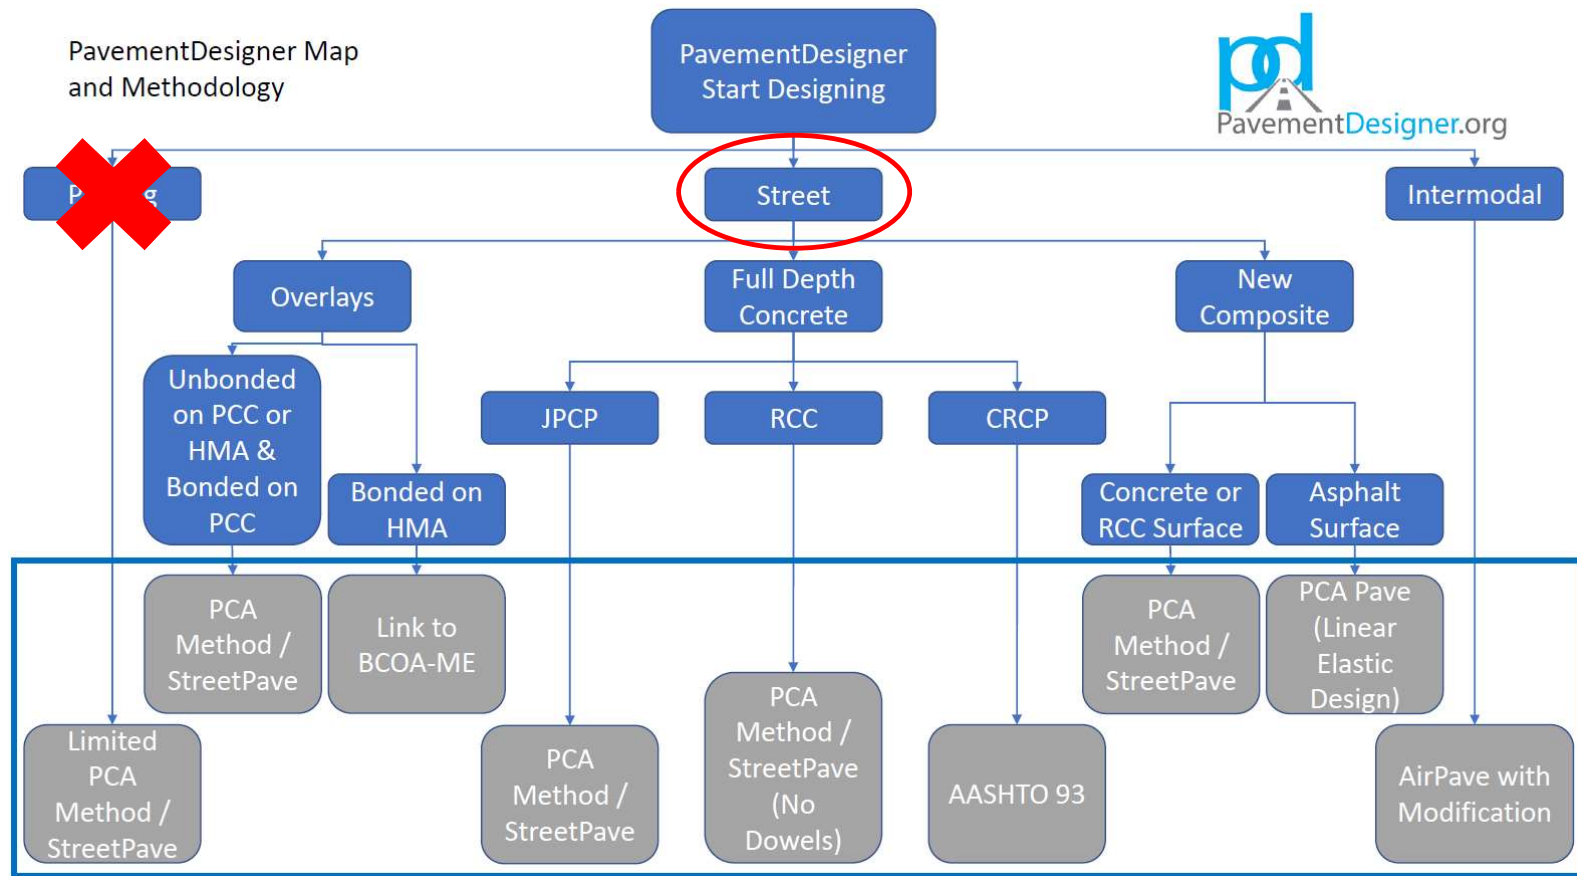 PavementDesigner Map
and Methodology
PavementDesigner
Start Designing
pd
PavementDesigner.org
Street
Intermodal
Overlays
Full Depth
Concrete
New
Composite
Unbonded
on PCC or
HMA &
Bonded on
PCC
Bonded on
HMA
JPCP
RCC
CRCP
Concrete or
RCC Surface
Asphalt
Surface
PCA
Method /
StreetPave
Link to
BCOA-ME
PCA
Method /
StreetPave
PCA Pave
(Linear
Elastic
Design)
Limited
PCA
Method /
StreetPave
PCA
Method /
StreetPave
PCA
Method /
StreetPave
(No
Dowels)
AASHTO 93
AirPave with
Modification